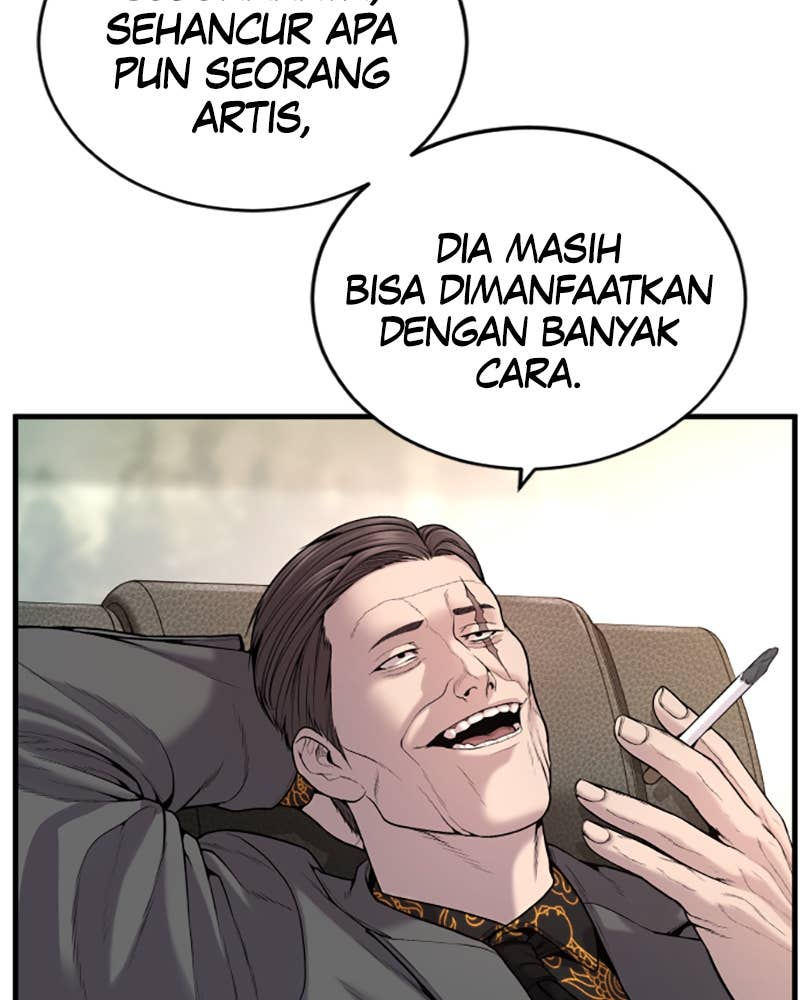 SEHANCUR APA
PUN SEORANG
ARTIS,
DIA MASIH
BISA DIMANFAATKAN
DENGAN BANYAK
CARA.